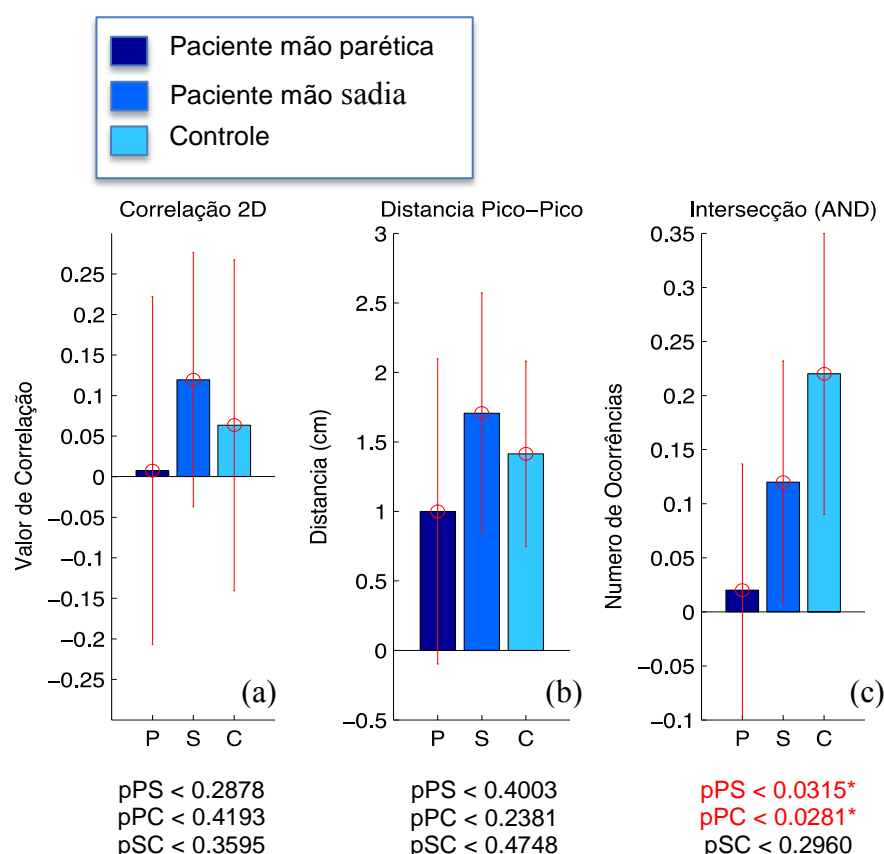 Paciente mão parética
Paciente mão sadia
Controle
Correlação 2D
Valor de Correlação
0.25
0.2
0.15
0.1
0.05
0
−0.05
−0.1
−0.15
−0.2
−0.25
(a)
P S C
pPS < 0.2878
pPC < 0.4193
pSC < 0.3595
Distancia Pico−Pico
Distancia (cm)
3
2.5
2
1.5
1
0.5
0
−0.5
(b)
P S C
pPS < 0.4003
pPC < 0.2381
pSC < 0.4748
Intersecção (AND)
Numero de Ocorrências
0.35
0.3
0.25
0.2
0.15
0.1
0.05
0
−0.05
−0.1
(c)
P S C
pPS < 0.0315*
pPC < 0.0281*
pSC < 0.2960